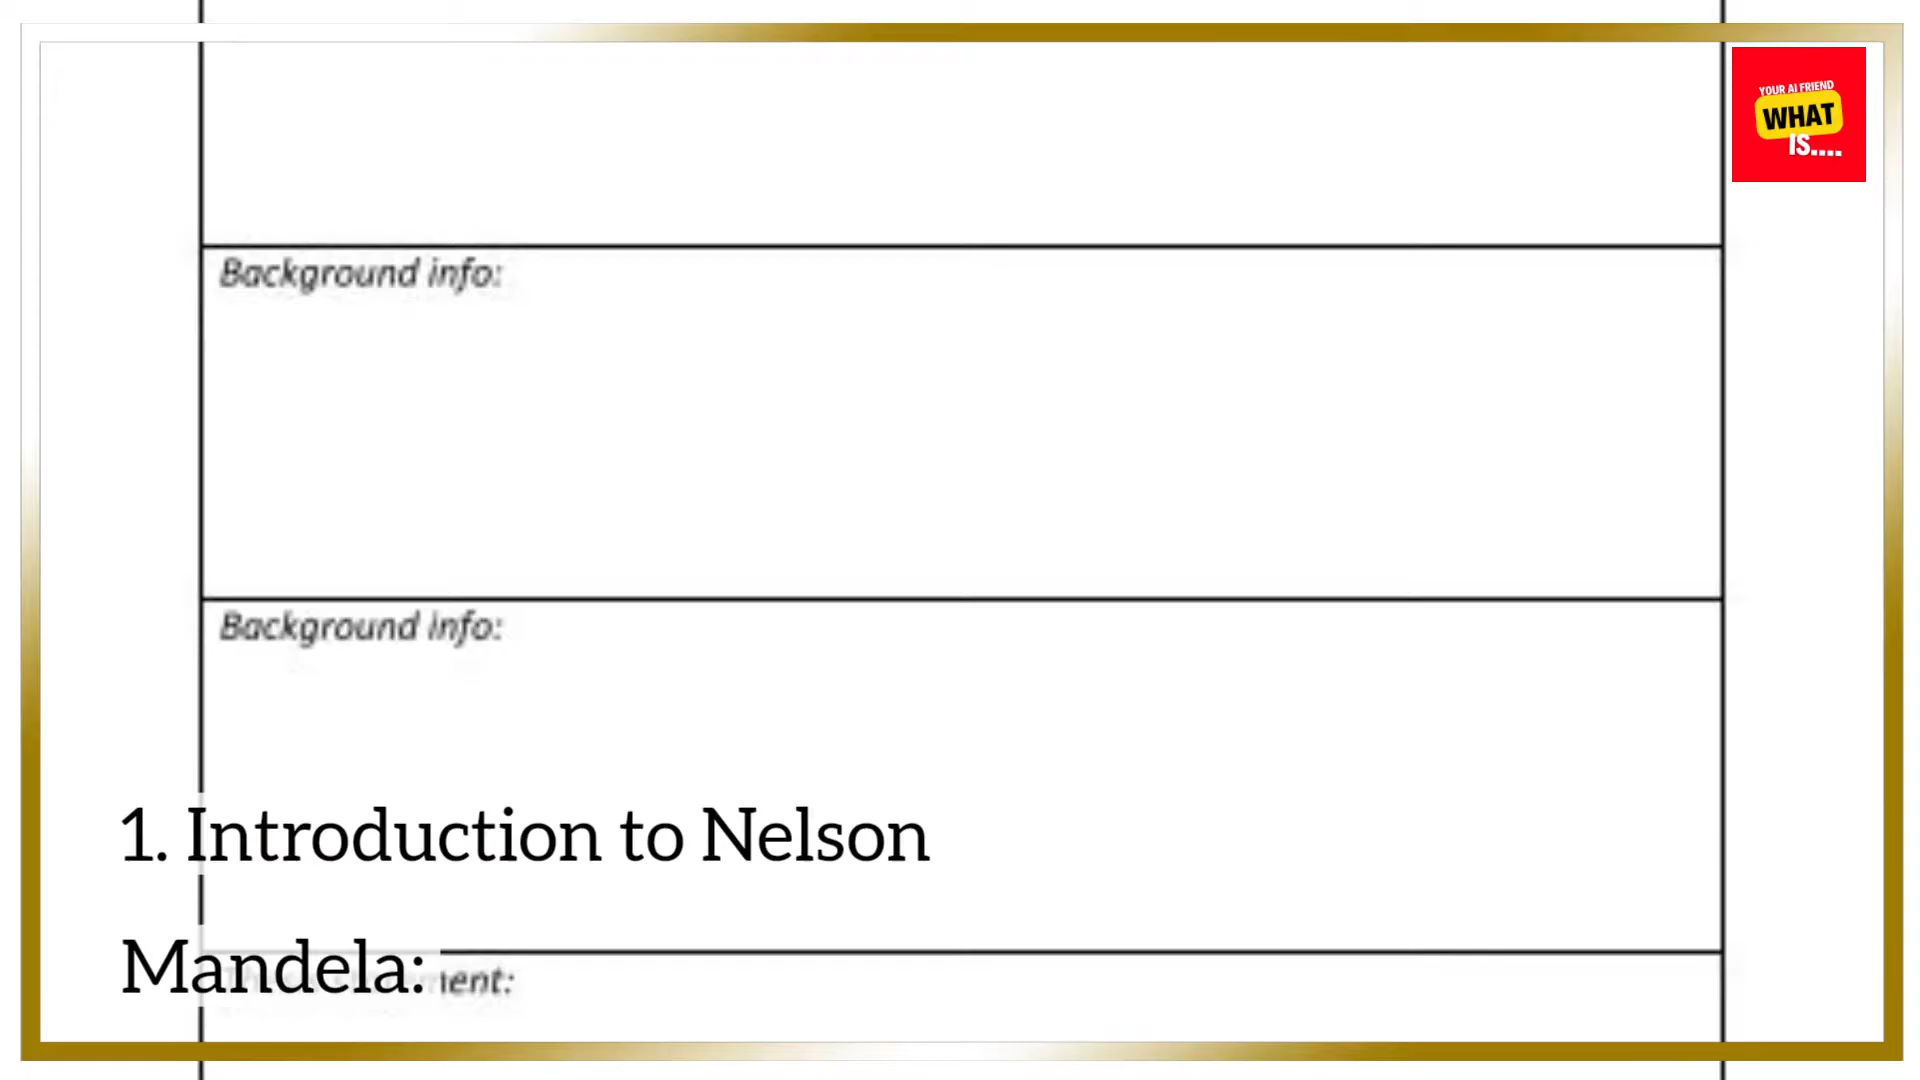 YOUR AI FRIEND
WHAT
IS....
Background info:
Background info:
1. Introduction to Nelson
Mandela: